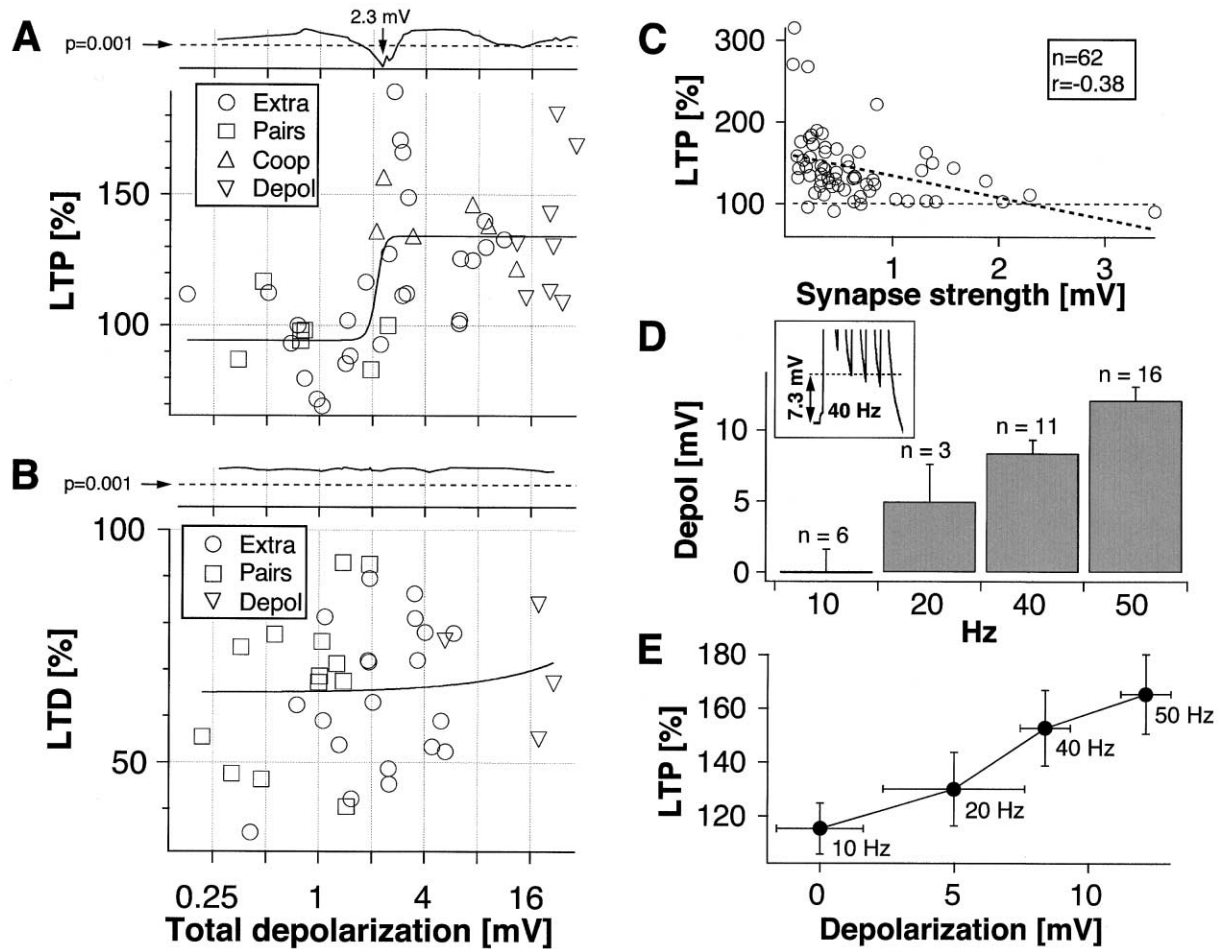 A
2.3 mV
p=0.001
Extra
Pairs
Coop
Depol
150
100
LTP [%]
B
p=0.001
100
Extra
Pairs
Depol
50
LTD [%]
0.25 1 4 16
Total depolarization [mV]
C
300
200
100
LTP [%]
n=62
r=-0.38
1 2 3
Synapse strength [mV]
D
7.3 mV
40 Hz
10
5
0
Depol [mV]
n = 6
n = 3
n = 11
n = 16
10 20 40 50
Hz
E
180
160
140
120
LTP [%]
10 Hz
20 Hz
40 Hz
50 Hz
0 5 10
Depolarization [mV]